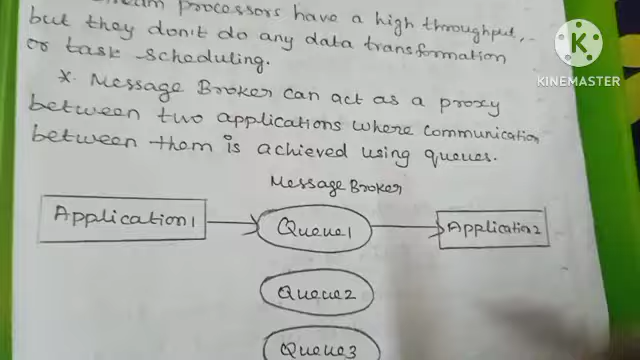 processors have a high throughput,
but they don't do any data transformation
or task scheduling.
* Message Broker can act as a proxy
between two applications where communication
between them is achieved using queues.
Message Broker
Application1
Queue1
Application2
Queue2
Queue3
KINEMASTER